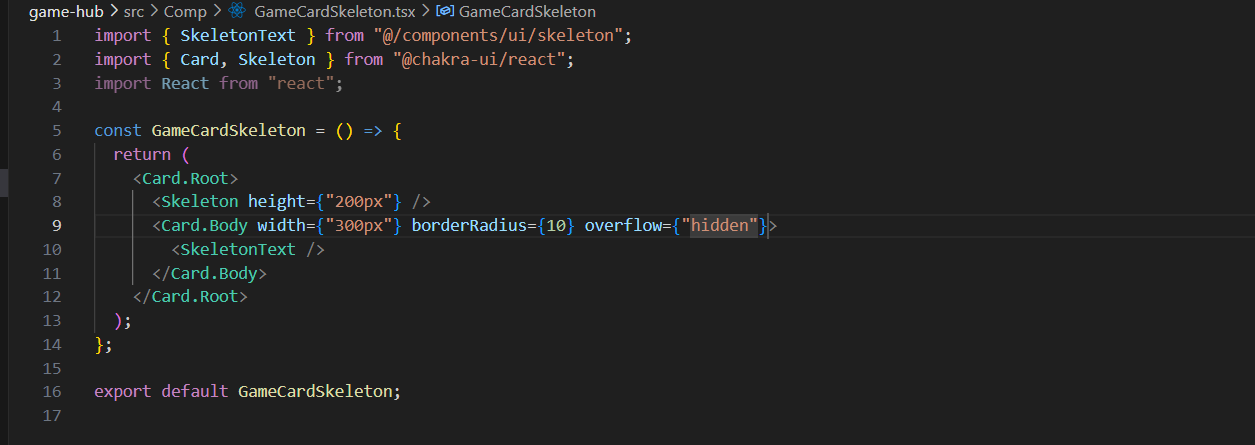 game-hub > src > Comp > GameCardSkeleton.tsx > GameCardSkeleton
1 import { SkeletonText } from "@/components/ui/skeleton";
2 import { Card, Skeleton } from "@chakra-ui/react";
3 import React from "react";
4
5 const GameCardSkeleton = () => {
6 return (
7 <Card.Root>
8 <Skeleton height={"200px"} />
9 <Card.Body width={"300px"} borderRadius={10} overflow={"hidden"}>
10 <SkeletonText />
11 </Card.Body>
12 </Card.Root>
13 );
14 };
15
16 export default GameCardSkeleton;
17